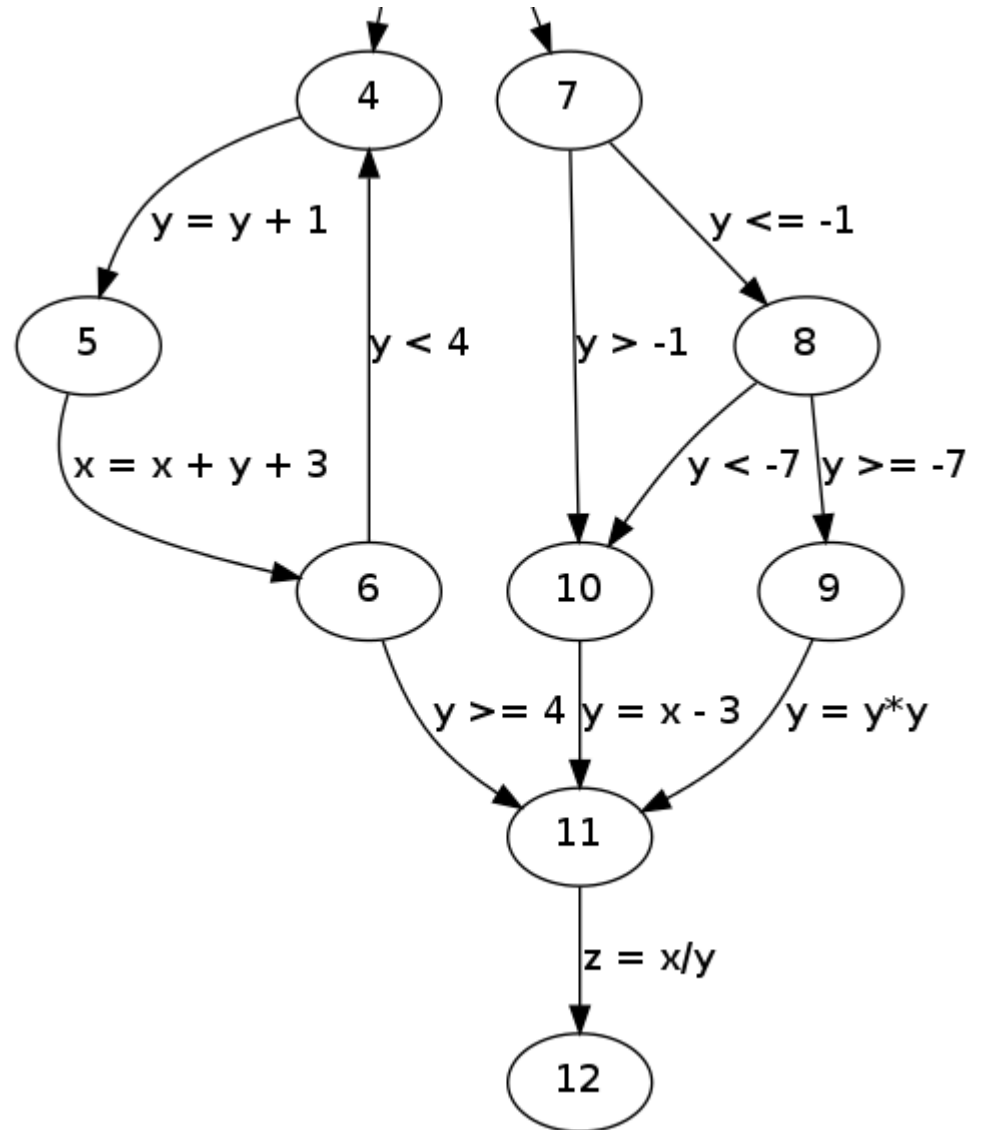 4
7
y = y + 1
y <= -1
5
y < 4
y > -1
8
x = x + y + 3
y < -7
y >= -7
6
10
9
y >= 4
y = x - 3
y = y*y
11
z = x/y
12